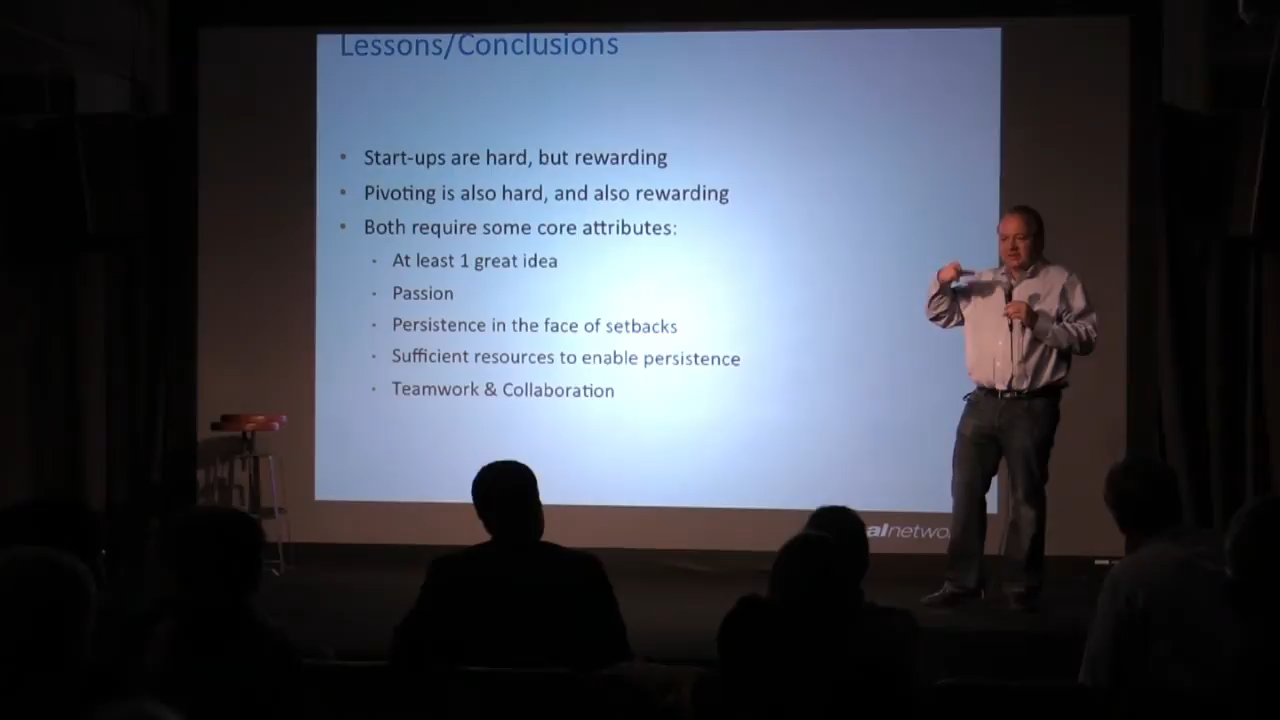 Lessons/Conclusions
• Start-ups are hard, but rewarding
• Pivoting is also hard, and also rewarding
• Both require some core attributes:
• At least 1 great idea
• Passion
• Persistence in the face of setbacks
• Sufficient resources to enable persistence
• Teamwork & Collaboration